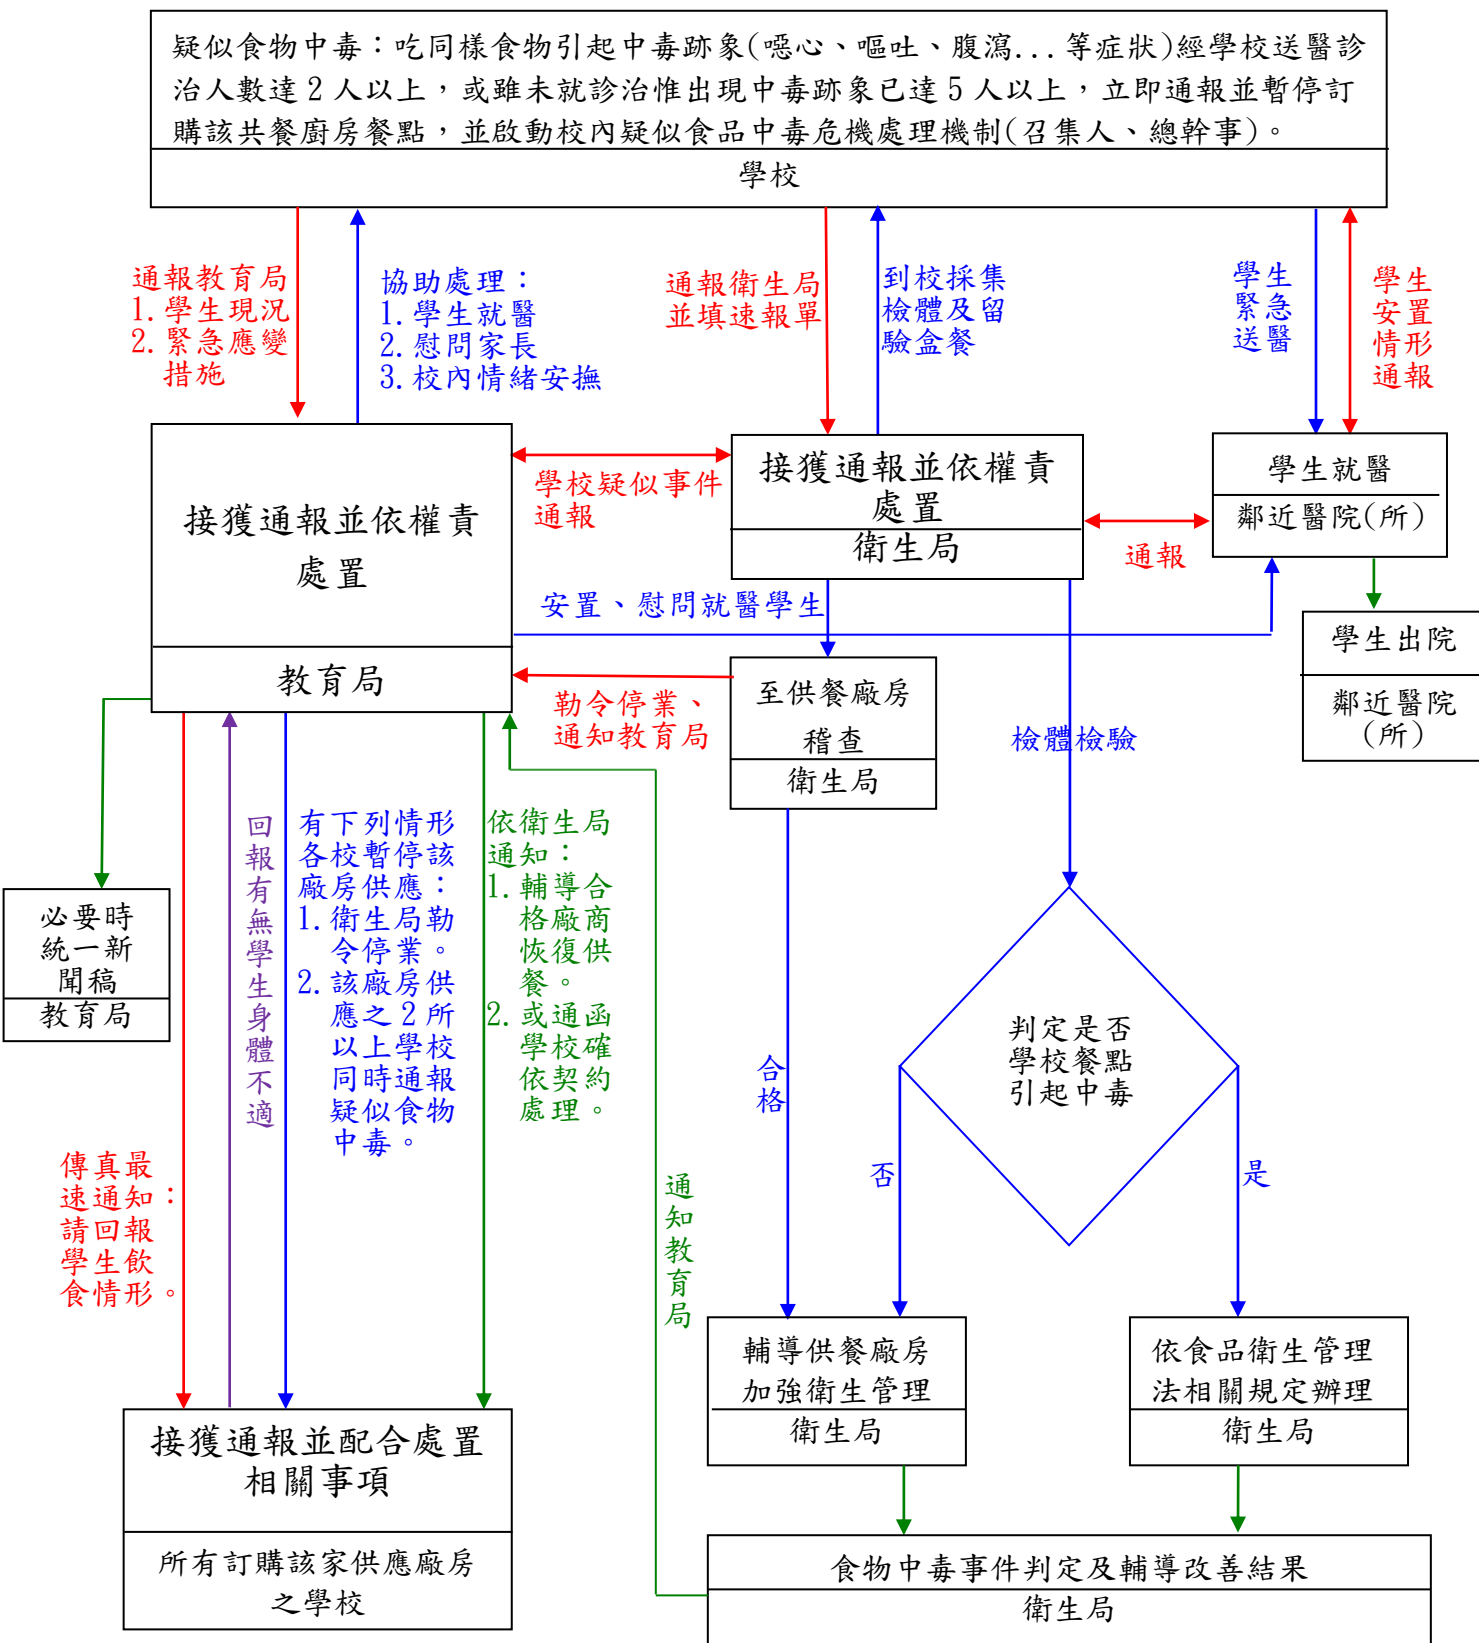 疑似食物中毒：吃同樣食物引起中毒跡象(噁心、嘔吐、腹瀉...等症狀)經學校送醫診
治人數達2人以上，或雖未就診治惟出現中毒跡象已達5人以上，立即通報並暫停訂
購該共餐廚房餐點，並啟動校內疑似食品中毒危機處理機制(召集人、總幹事)。
學校
通報教育局
1.學生現況
2.緊急應變
措施
協助處理：
1.學生就醫
2.慰問家長
3.校內情緒安撫
通報衛生局
並填速報單
到校採集
檢體及留
驗盒餐
學生
緊急
送醫
學生
安置
情形
通報
接獲通報並依權責
處置
教育局
學校疑似事件
通報
接獲通報並依權責
處置
衛生局
通報
學生就醫
鄰近醫院(所)
安置、慰問就醫學生
學生出院
鄰近醫院
(所)
勒令停業、
通知教育局
至供餐廠房
稽查
衛生局
檢體檢驗
必要時
統一新
聞稿
教育局
回報有無學生身體不適
有下列情形
各校暫停該
廠房供應：
1.衛生局勒
令停業。
2.該廠房供
應之2所
以上學校
同時通報
疑似食物
中毒。
依衛生局
通知：
1.輔導合
格廠商
恢復供
餐。
2.或通函
學校確
依契約
處理。
傳真最
速通知：
請回報
學生飲
食情形。
通知教育局
合格
判定是否
學校餐點
引起中毒
否
是
輔導供餐廠房
加強衛生管理
衛生局
依食品衛生管理
法相關規定辦理
衛生局
接獲通報並配合處置
相關事項
所有訂購該家供應廠房
之學校
食物中毒事件判定及輔導改善結果
衛生局